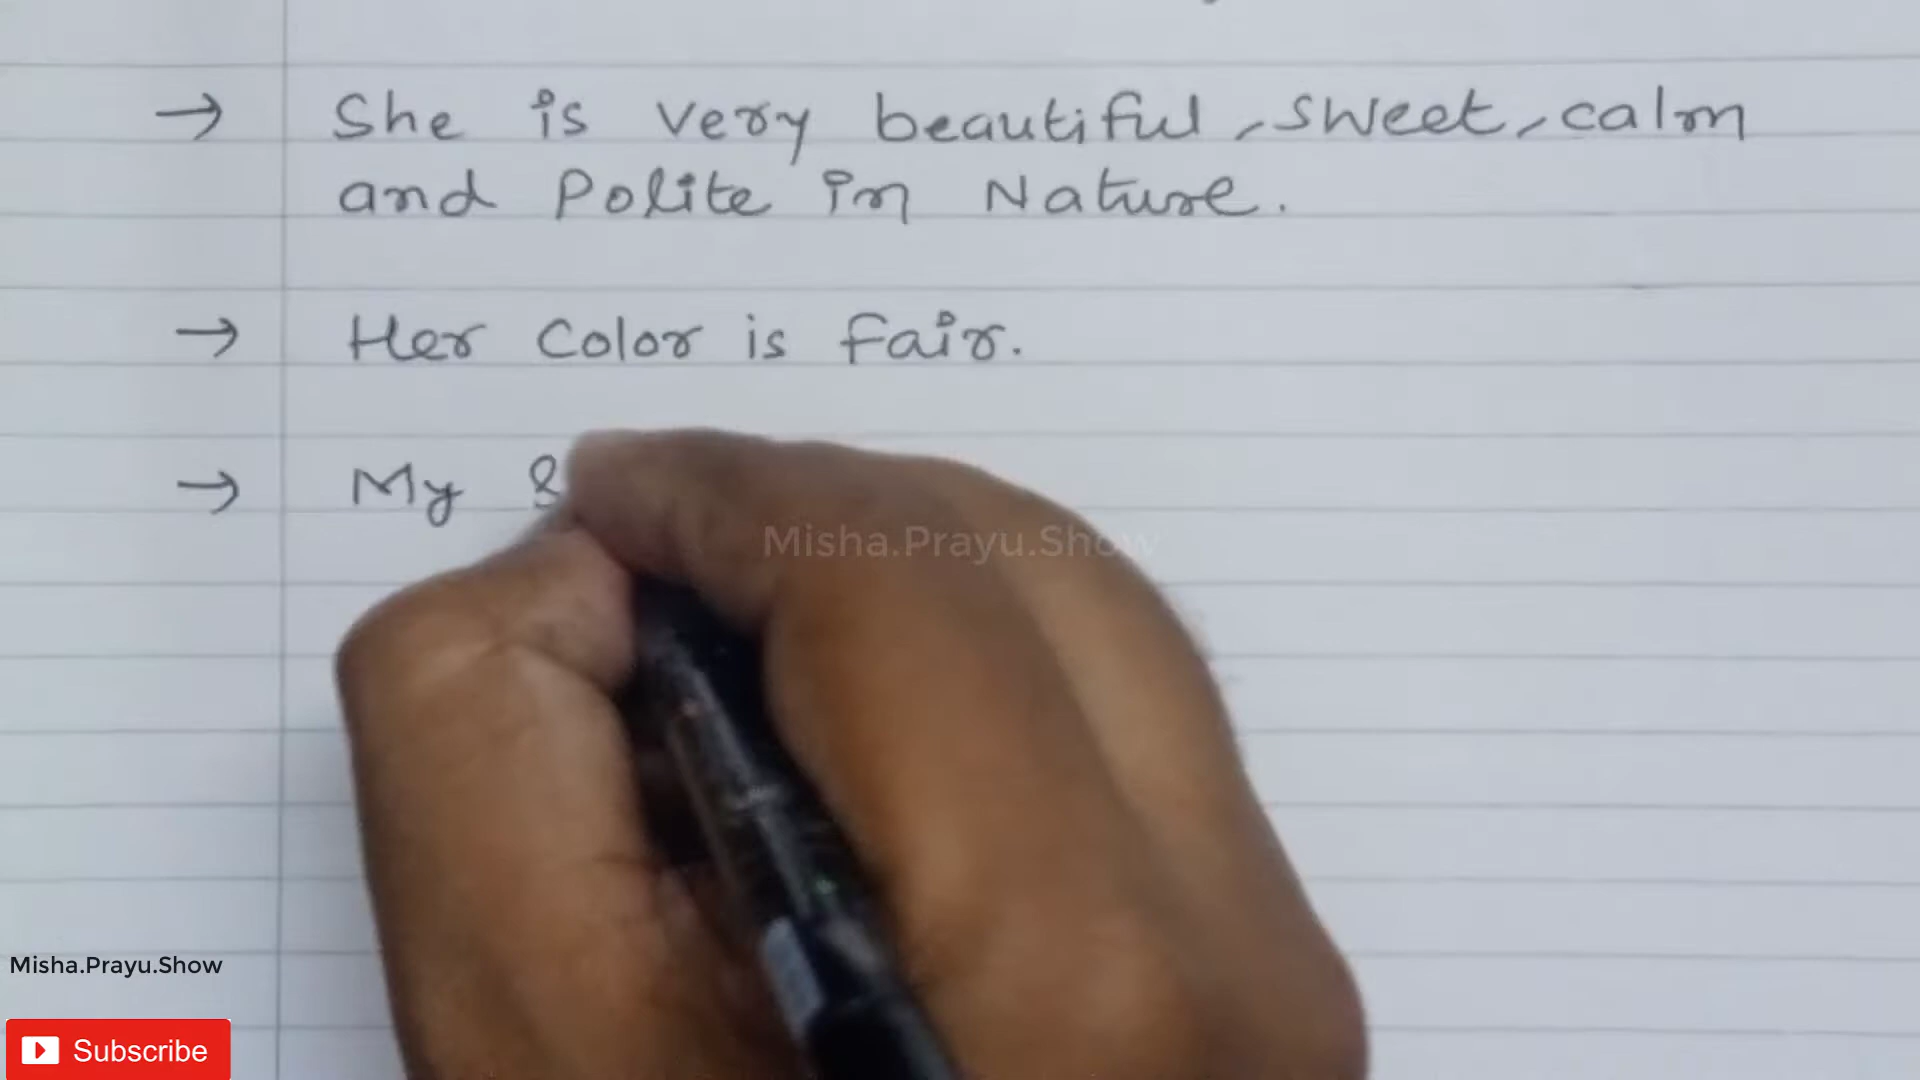 → She is very beautiful, sweet, calm
and Polite in Nature.
→ Her Color is fair.
→ My S
Misha.Prayu.Show
Misha.Prayu.Show
Subscribe